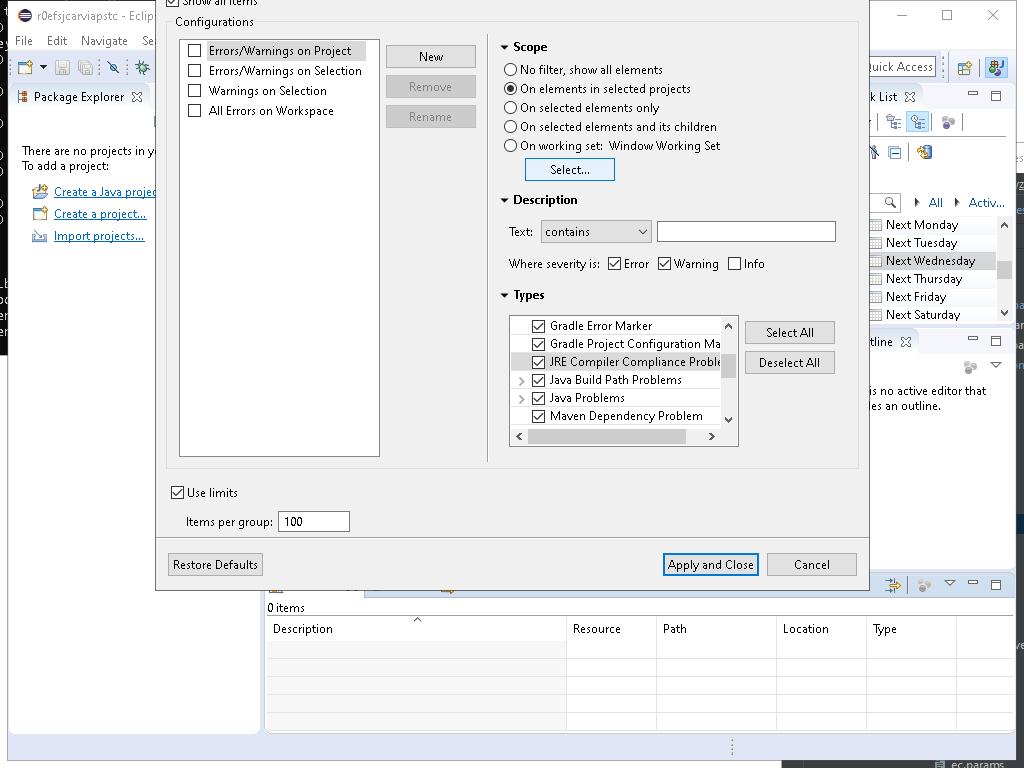 r0efsjcarviapstc - Eclips
Show all items
File Edit Navigate Se
Configurations
Errors/Warnings on Project
Errors/Warnings on Selection
Warnings on Selection
All Errors on Workspace
New
Remove
Rename
Scope
No filter, show all elements
On elements in selected projects
On selected elements only
On selected elements and its children
On working set: Window Working Set
Select...
Description
Text: contains
Where severity is: Error Warning Info
Types
Gradle Error Marker
Gradle Project Configuration Ma
JRE Compiler Compliance Proble
Java Build Path Problems
Java Problems
Maven Dependency Problem
Select All
Deselect All
Use limits
Items per group: 100
Restore Defaults
Apply and Close
Cancel
Package Explorer
There are no projects in yo
To add a project:
Create a Java project
Create a project...
Import projects...
Quick Access
k List
All Activ...
Next Monday
Next Tuesday
Next Wednesday
Next Thursday
Next Friday
Next Saturday
tline
is no active editor that
des an outline.
0 items
Description Resource Path Location Type
ec.params